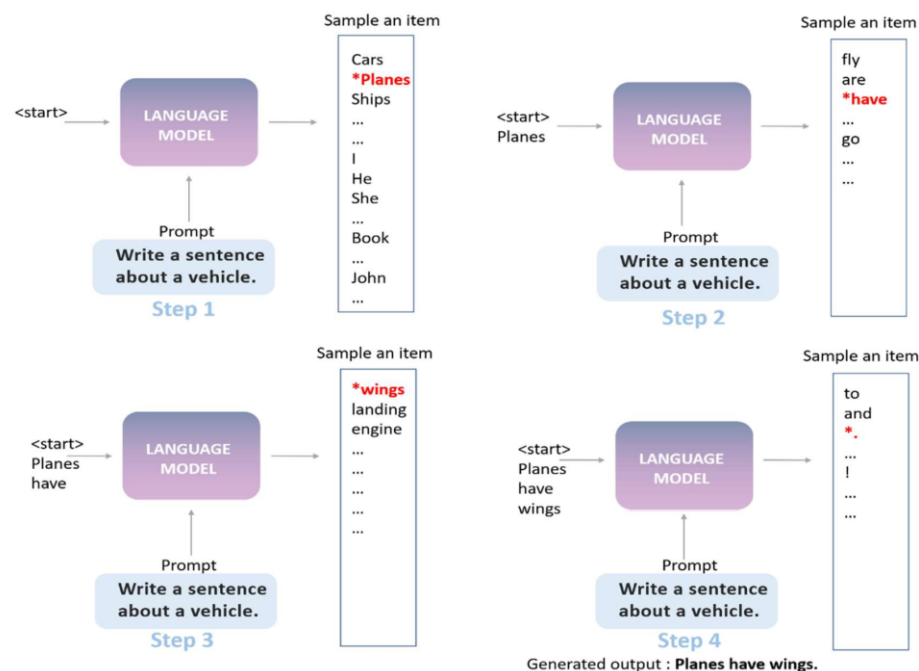 Sample an item
Cars
*Planes
Ships
...
...
I
He
She
...
Book
...
John
...
<start>
LANGUAGE
MODEL
Prompt
Write a sentence
about a vehicle.
Step 1
Sample an item
fly
are
*have
...
go
...
...
<start>
Planes
LANGUAGE
MODEL
Prompt
Write a sentence
about a vehicle.
Step 2
Sample an item
*wings
landing
engine
...
...
...
...
...
<start>
Planes
have
LANGUAGE
MODEL
Prompt
Write a sentence
about a vehicle.
Step 3
Sample an item
to
and
*.
...
!
...
...
<start>
Planes
have
wings
LANGUAGE
MODEL
Prompt
Write a sentence
about a vehicle.
Step 4
Generated output : Planes have wings.